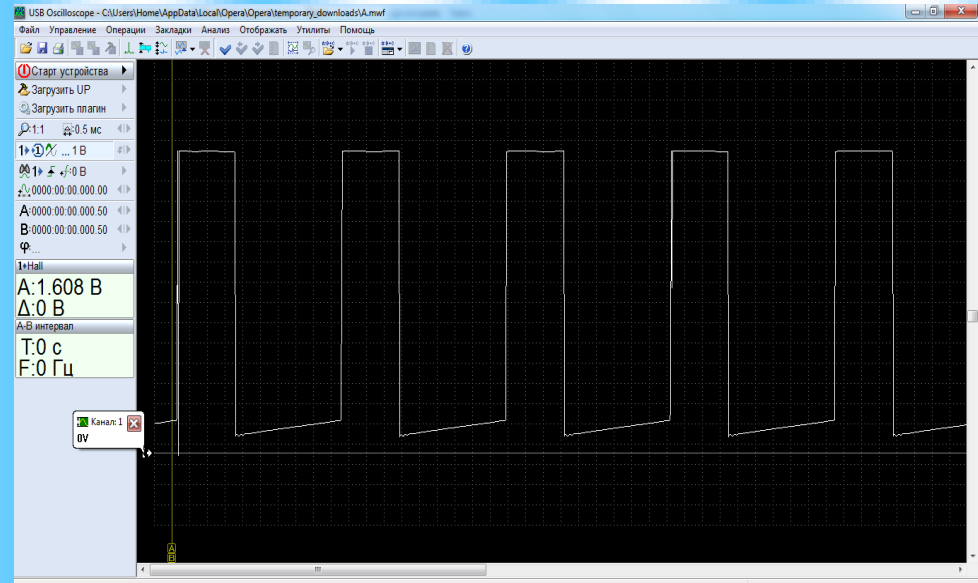 USB Oscilloscope - C:\Users\Home\AppData\Local\Opera\Opera\temporary_downloads\A.mwf
Файл Управление Операции Закладки Анализ Отображать Утилиты Помощь
Старт устройства
Загрузить UP
Загрузить плагин
1:1 0.5 мс
1 1 ... 1 В
1 0 В
0000:00:00.000.00
A:0000:00:00.000.50
B:0000:00:00.000.50
φ:...
1 Hall
A:1.608 В
Δ:0 В
A-B интервал
T:0 с
F:0 Гц
Канал: 1
0V
A
B